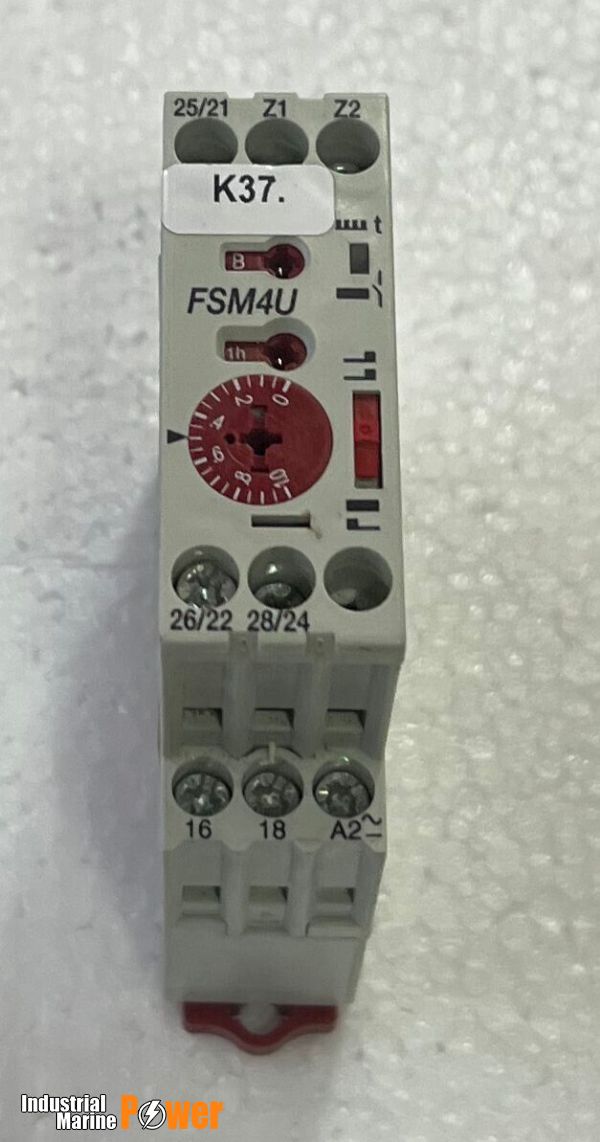 25/21 Z1 Z2
K37.
t
B
FSM4U
1h
0
2
4
6
8
10
26/22 28/24
16 18 A2
Industrial
Marine
Power